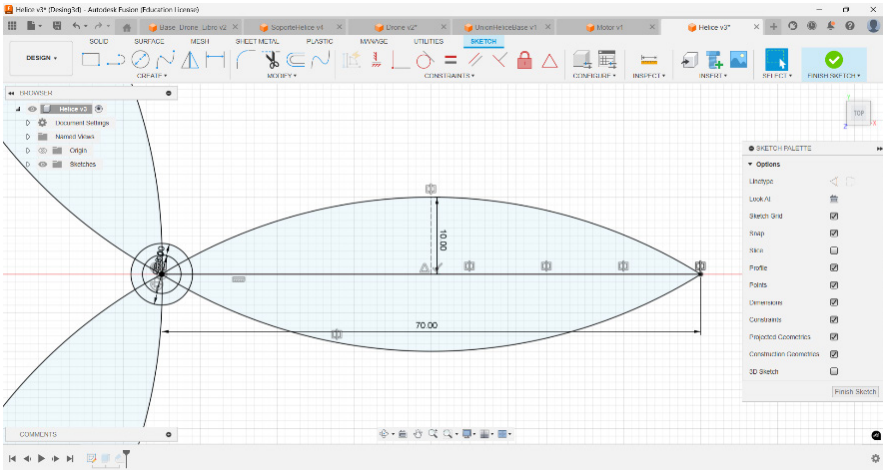 Helice v3* (Desing3d) - Autodesk Fusion (Education License)
Base_Drone_Libro v2
SoporteHelice v4
Drone v2*
UnionHeliceBase v1
Motor v1
Helice v3*
SOLID SURFACE MESH SHEET METAL PLASTIC MANAGE UTILITIES SKETCH
DESIGN
CREATE MODIFY CONSTRAINTS CONFIGURE INSPECT INSERT SELECT FINISH SKETCH
BROWSER
Helice v3
Document Settings
Named Views
Origin
Sketches
TOP
Y
X
Z
SKETCH PALETTE
Options
Linetype
Look At
Sketch Grid
Snap
Slice
Profile
Points
Dimensions
Constraints
Projected Geometries
Construction Geometries
3D Sketch
Finish Sketch
10.00
70.00
COMMENTS